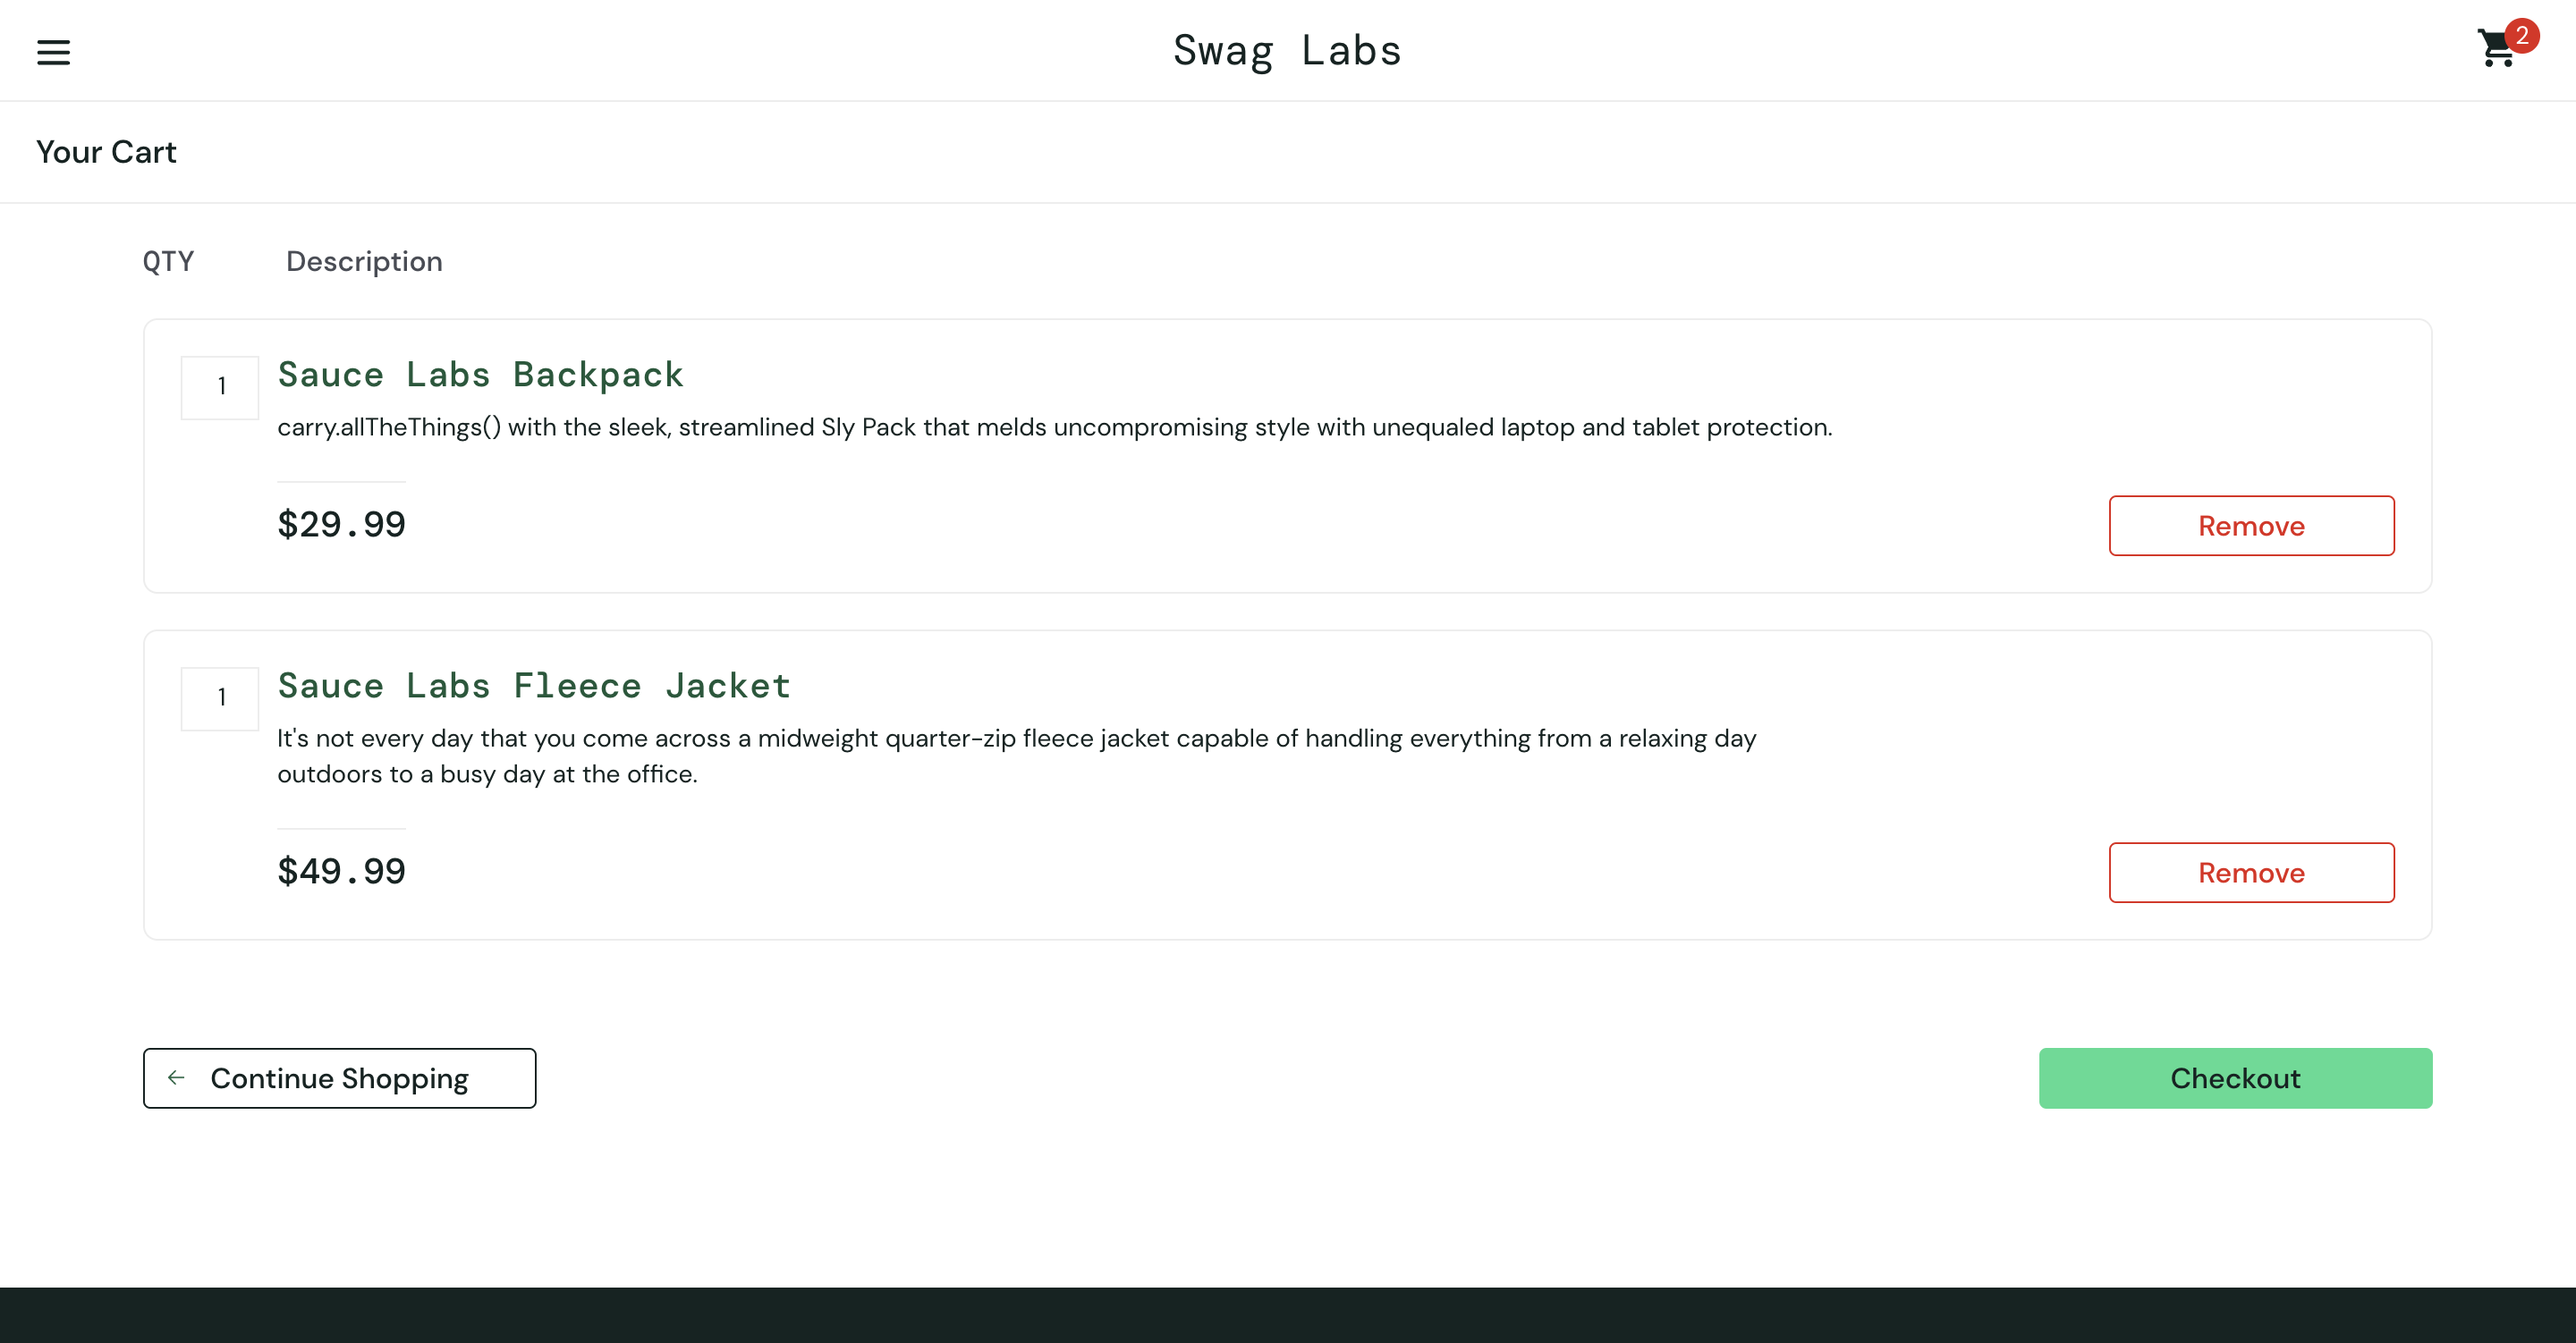 Swag Labs
2
Your Cart
QTY Description
1
Sauce Labs Backpack
carry.allTheThings() with the sleek, streamlined Sly Pack that melds uncompromising style with unequaled laptop and tablet protection.
$29.99
Remove
1
Sauce Labs Fleece Jacket
It's not every day that you come across a midweight quarter-zip fleece jacket capable of handling everything from a relaxing day
outdoors to a busy day at the office.
$49.99
Remove
Continue Shopping
Checkout